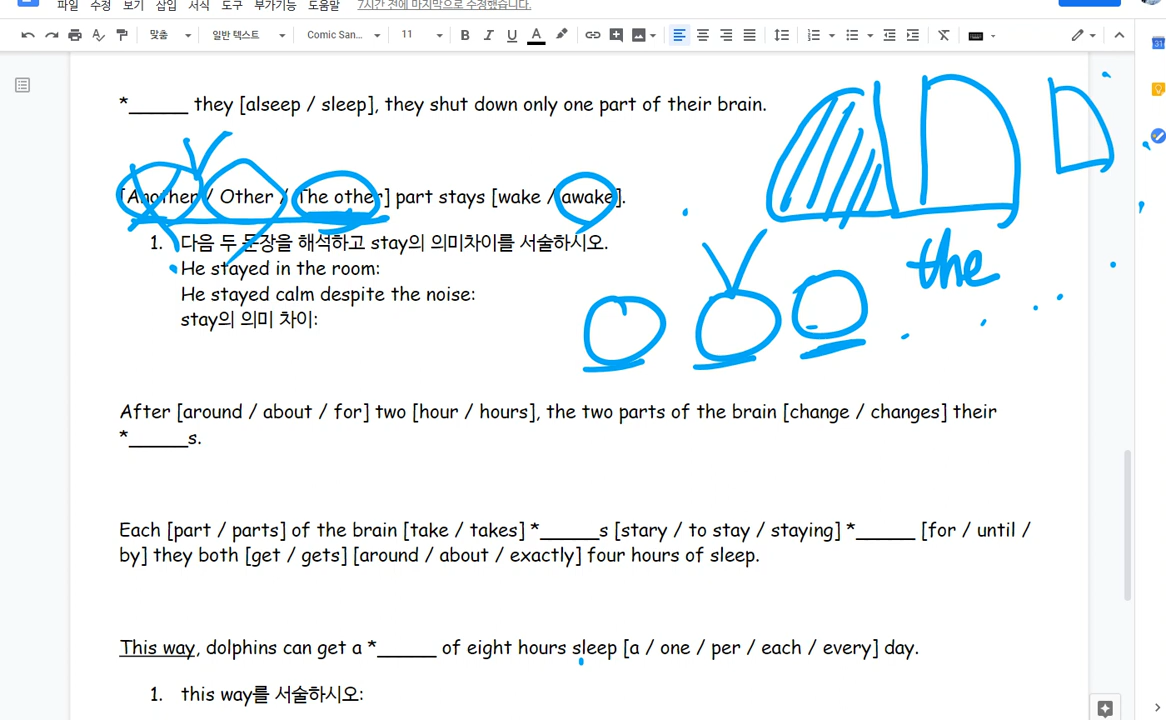 파일 수정 보기 삽입 서식 도구 부가기능 도움말 7시간 전에 마지막으로 수정했습니다.
맞춤 일반 텍스트 Comic San... 11 B I U A
31
*_____ they [alseep / sleep], they shut down only one part of their brain.
[Another / Other / The other] part stays [wake / awake].
the
1. 다음 두 문장을 해석하고 stay의 의미차이를 서술하시오.
He stayed in the room:
He stayed calm despite the noise:
stay의 의미 차이:
After [around / about / for] two [hour / hours], the two parts of the brain [change / changes] their
*_____s.
Each [part / parts] of the brain [take / takes] *_____s [stary / to stay / staying] *_____ [for / until /
by] they both [get / gets] [around / about / exactly] four hours of sleep.
This way, dolphins can get a *_____ of eight hours sleep [a / one / per / each / every] day.
1. this way를 서술하시오: